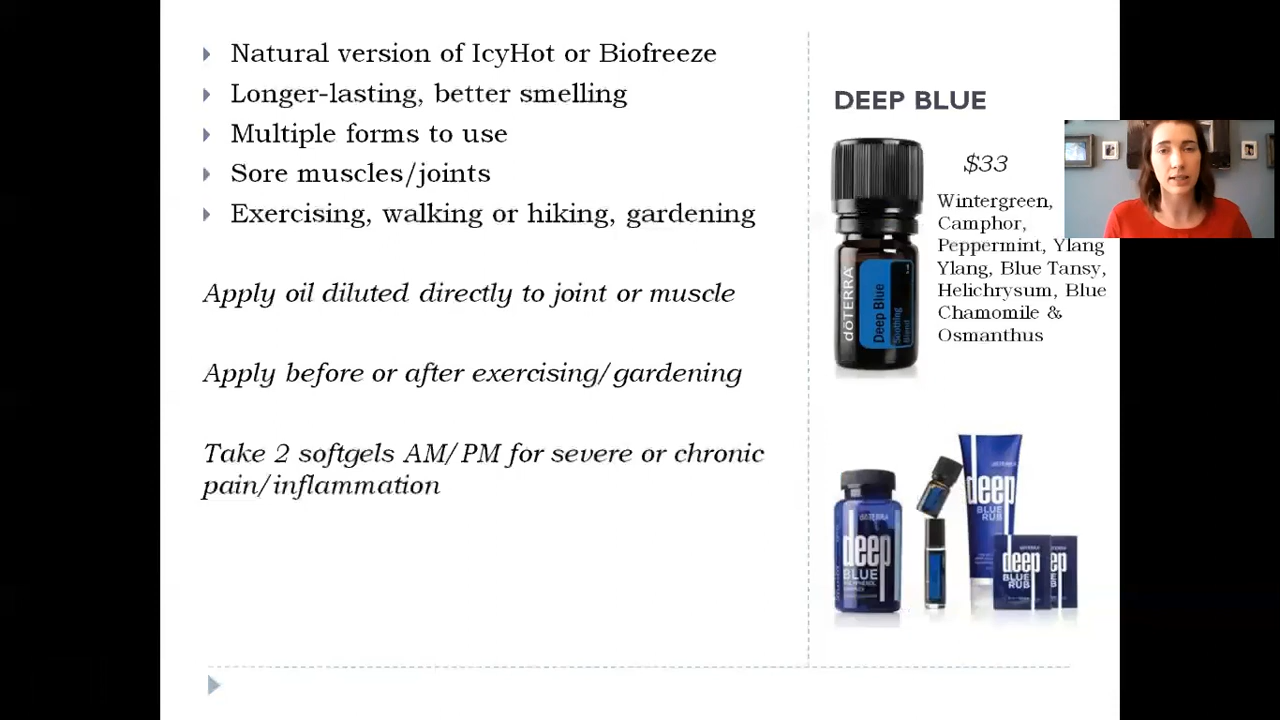 Natural version of IcyHot or Biofreeze
Longer-lasting, better smelling
Multiple forms to use
Sore muscles/joints
Exercising, walking or hiking, gardening
Apply oil diluted directly to joint or muscle
Apply before or after exercising/gardening
Take 2 softgels AM/PM for severe or chronic
pain/inflammation
DEEP BLUE
$33
Wintergreen,
Camphor,
Peppermint, Ylang
Ylang, Blue Tansy,
Helichrysum, Blue
Chamomile &
Osmanthus
dōTERRA
Deep Blue
Soothing
Blend
deep
BLUE
deep
BLUE
RUB
deep
BLUE
RUB